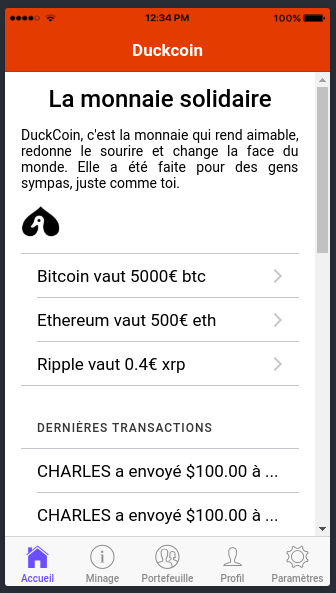 12:34 PM 100%
Duckcoin
La monnaie solidaire
DuckCoin, c'est la monnaie qui rend aimable,
redonne le sourire et change la face du
monde. Elle a été faite pour des gens
sympas, juste comme toi.
Bitcoin vaut 5000€ btc
Ethereum vaut 500€ eth
Ripple vaut 0.4€ xrp
DERNIÈRES TRANSACTIONS
CHARLES a envoyé $100.00 à ...
CHARLES a envoyé $100.00 à ...
Accueil Minage Portefeuille Profil Paramètres